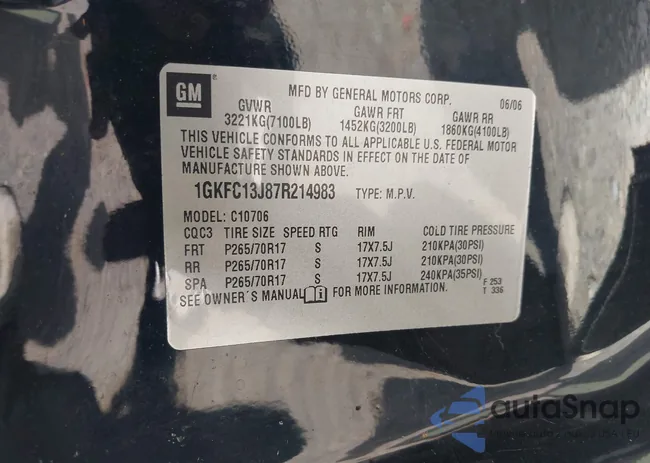 GM
MFD BY GENERAL MOTORS CORP. 06/06
GVWR GAWR FRT GAWR RR
3221KG(7100LB) 1452KG(3200LB) 1860KG(4100LB)
THIS VEHICLE CONFORMS TO ALL APPLICABLE U.S. FEDERAL MOTOR
VEHICLE SAFETY STANDARDS IN EFFECT ON THE DATE OF
MANUFACTURE SHOWN ABOVE.
1GKFC13J87R214983 TYPE: M.P.V.
MODEL: C10706
CQC3 TIRE SIZE SPEED RTG RIM COLD TIRE PRESSURE
FRT P265/70R17 S 17X7.5J 210KPA(30PSI)
RR P265/70R17 S 17X7.5J 210KPA(30PSI)
SPA P265/70R17 S 17X7.5J 240KPA(35PSI)
SEE OWNER´S MANUAL FOR MORE INFORMATION. F 253
T 336
autoSnap